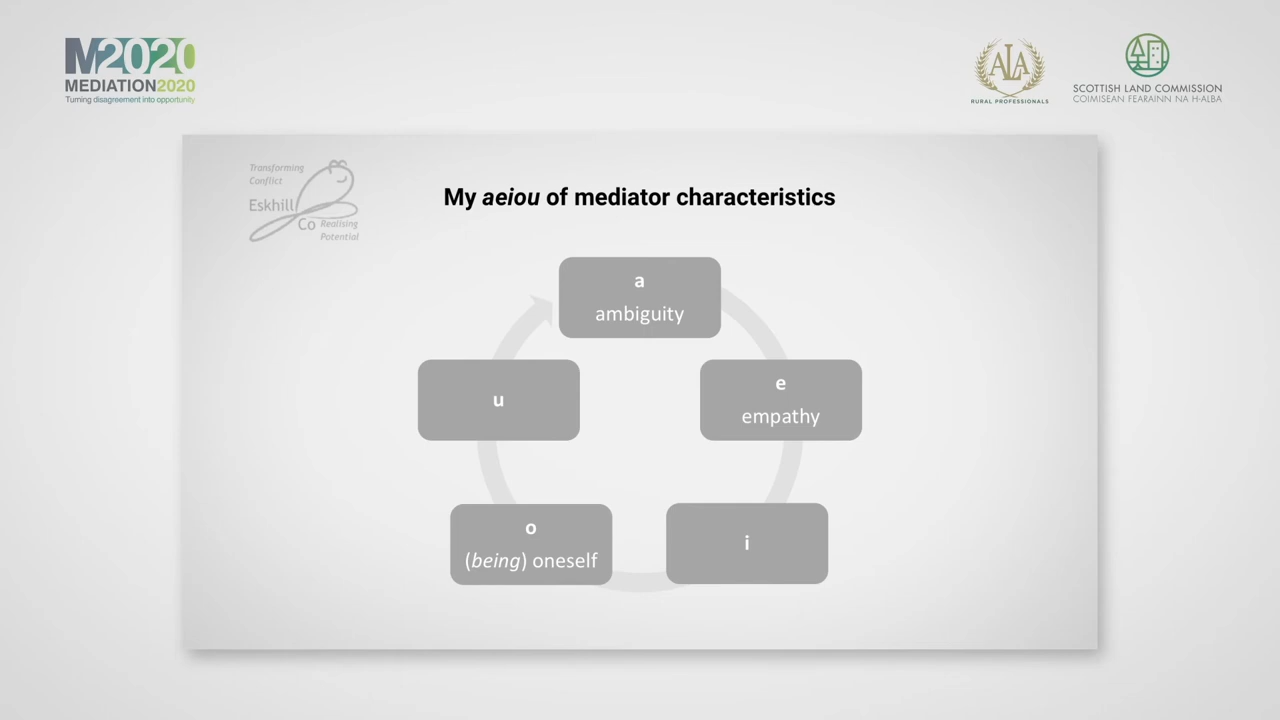 M2020
MEDIATION2020
Turning disagreement into opportunity
ALA
RURAL PROFESSIONALS
SCOTTISH LAND COMMISSION
COIMISEAN FEARAINN NA H-ALBA
Transforming
Conflict
Eskhill
Co Realising
Potential
My aeiou of mediator characteristics
a
ambiguity
e
empathy
i
o
(being) oneself
u